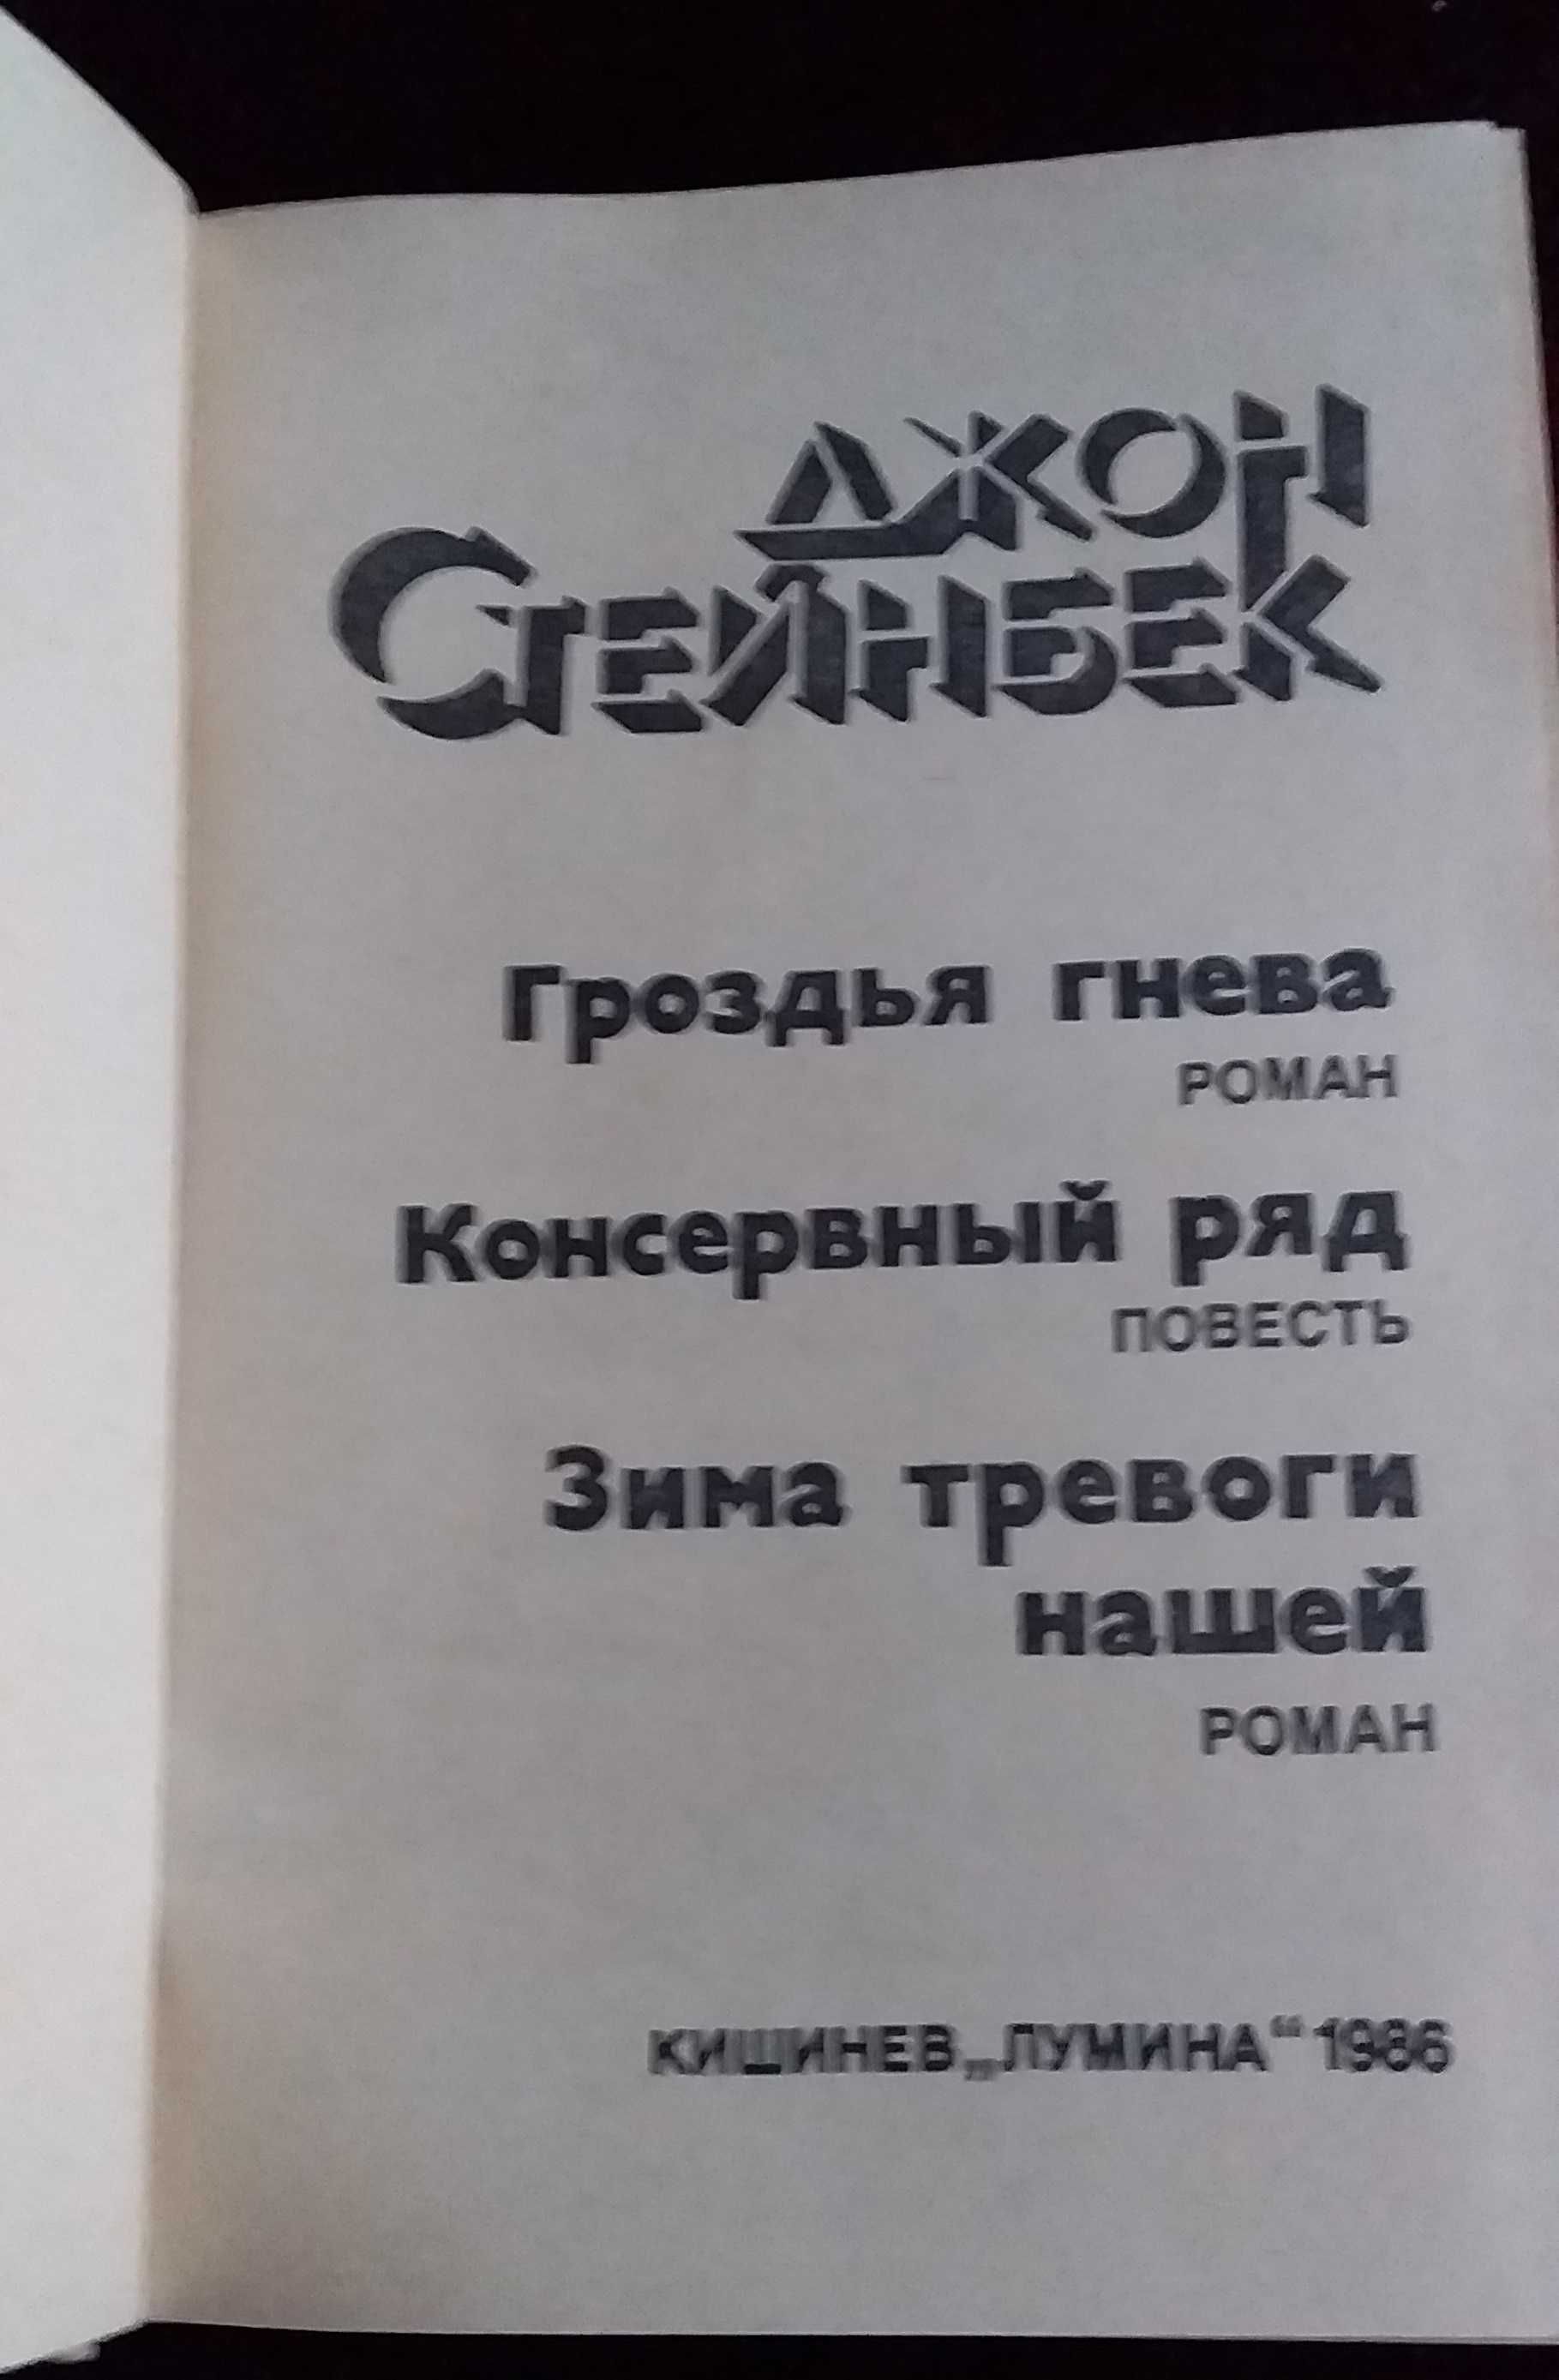 ДЖОН
СТЕЙНБЕК
Гроздья гнева
РОМАН
Консервный ряд
ПОВЕСТЬ
Зима тревоги
нашей
РОМАН
КИШИНЕВ „ЛУМИНА“ 1986